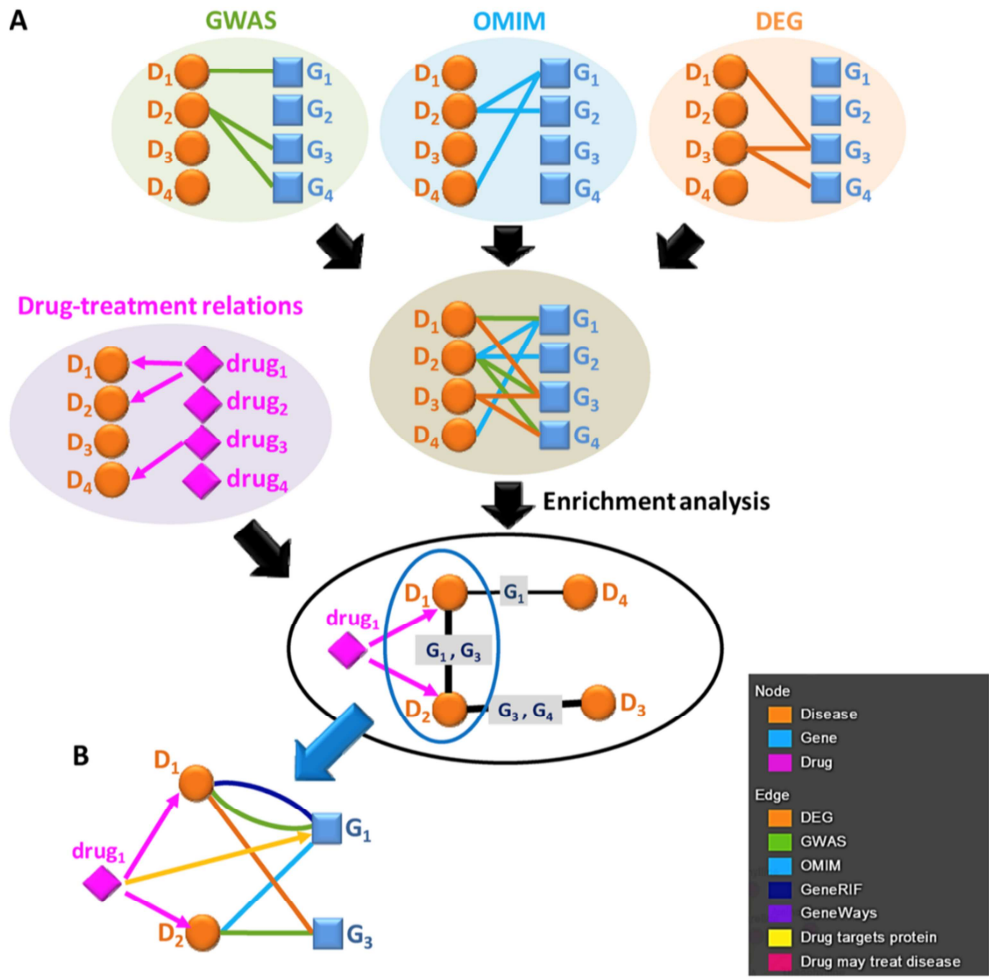 A
GWAS
OMIM
DEG
D1
G1
D2
G2
D3
G3
D4
G4
D1
G1
D2
G2
D3
G3
D4
G4
D1
G1
D2
G2
D3
G3
D4
G4
Drug-treatment relations
D1
drug1
D2
drug2
D3
drug3
D4
drug4
D1
G1
D2
G2
D3
G3
D4
G4
Enrichment analysis
D1
G1
D4
drug1
G1 , G3
D2
G3 , G4
D3
B
D1
G1
drug1
D2
G3
Node
Disease
Gene
Drug
Edge
DEG
GWAS
OMIM
GeneRIF
GeneWays
Drug targets protein
Drug may treat disease